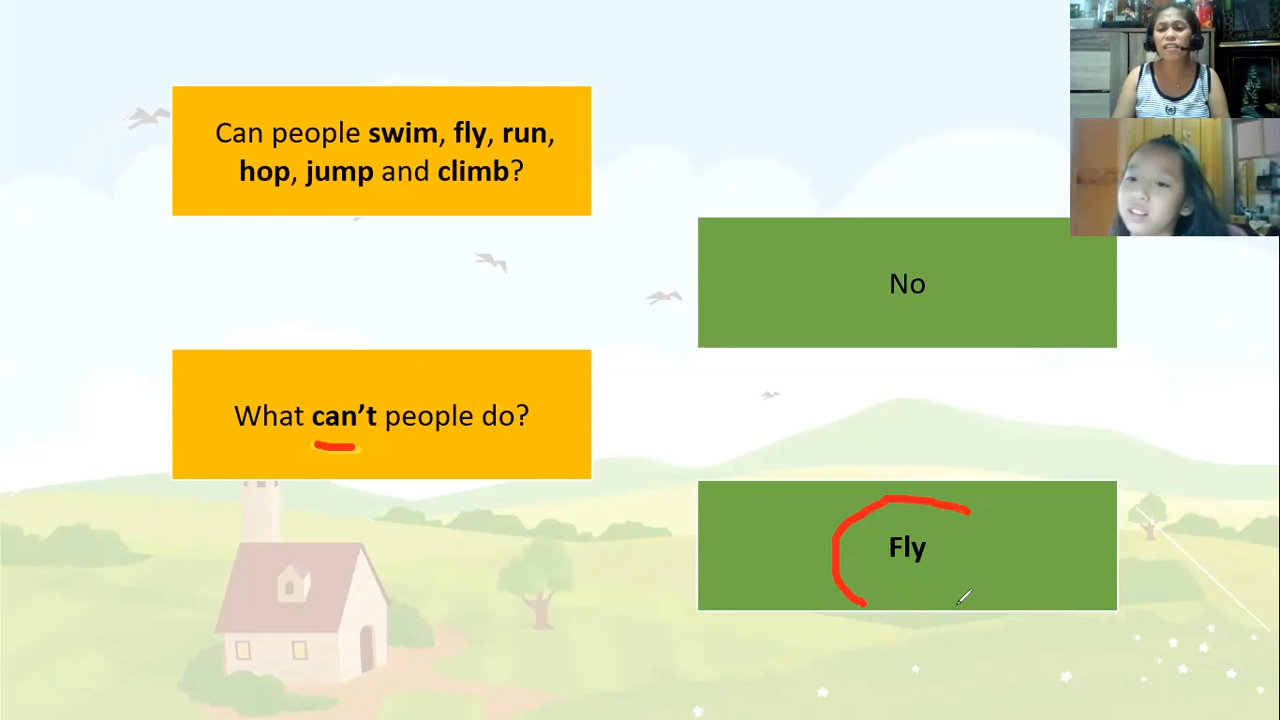 Can people swim, fly, run,
hop, jump and climb?
No
What can’t people do?
Fly